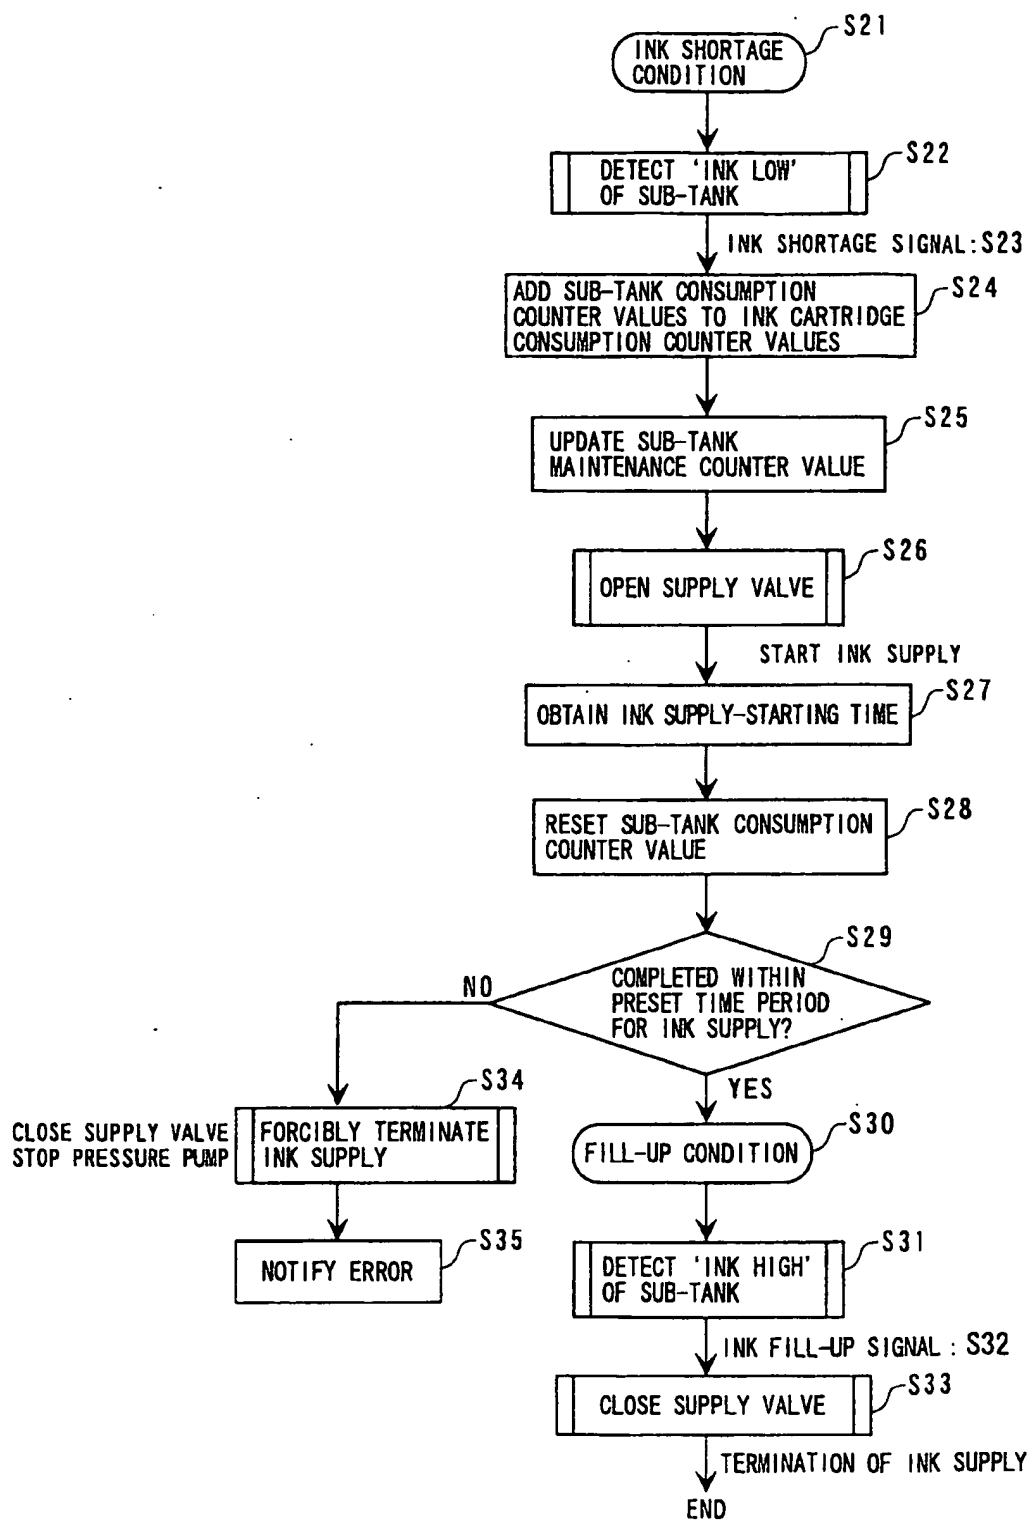 S21
INK SHORTAGE
CONDITION
S22
DETECT 'INK LOW'
OF SUB-TANK
INK SHORTAGE SIGNAL:S23
S24
ADD SUB-TANK CONSUMPTION
COUNTER VALUES TO INK CARTRIDGE
CONSUMPTION COUNTER VALUES
S25
UPDATE SUB-TANK
MAINTENANCE COUNTER VALUE
S26
OPEN SUPPLY VALVE
START INK SUPPLY
S27
OBTAIN INK SUPPLY-STARTING TIME
S28
RESET SUB-TANK CONSUMPTION
COUNTER VALUE
S29
COMPLETED WITHIN
PRESET TIME PERIOD
FOR INK SUPPLY?
NO
YES
S34
CLOSE SUPPLY VALVE
STOP PRESSURE PUMP
FORCIBLY TERMINATE
INK SUPPLY
S30
FILL-UP CONDITION
S35
NOTIFY ERROR
S31
DETECT 'INK HIGH'
OF SUB-TANK
INK FILL-UP SIGNAL: S32
S33
CLOSE SUPPLY VALVE
TERMINATION OF INK SUPPLY
END